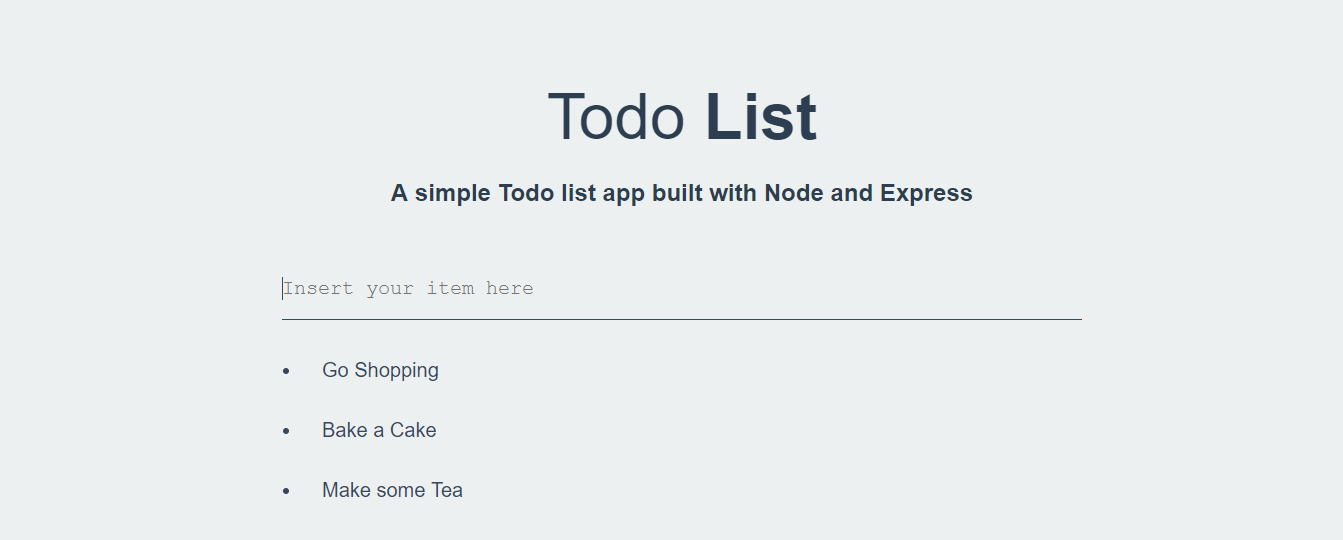 Todo List
A simple Todo list app built with Node and Express
Insert your item here
Go Shopping
Bake a Cake
Make some Tea